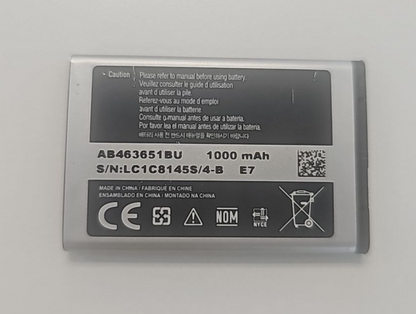 Caution : Please refer to manual before using battery.
Veuillez consulter le guide d utilisation
avant d utiliser la pile
Referez-vous au mode d emploi
avant d utiliser la batterie
Consulte o manual antes de usar a bateria.
Por favor lea el manual antes de usar la bateria.
AB463651BU 1000 mAh
S/N:LC1C8145S/4-B E7
MADE IN CHINA / FABRIQUÉ EN CHINE
ENSAMBLADO EN CHINA / MONTADO NA CHINA
CE NOM
NYCE